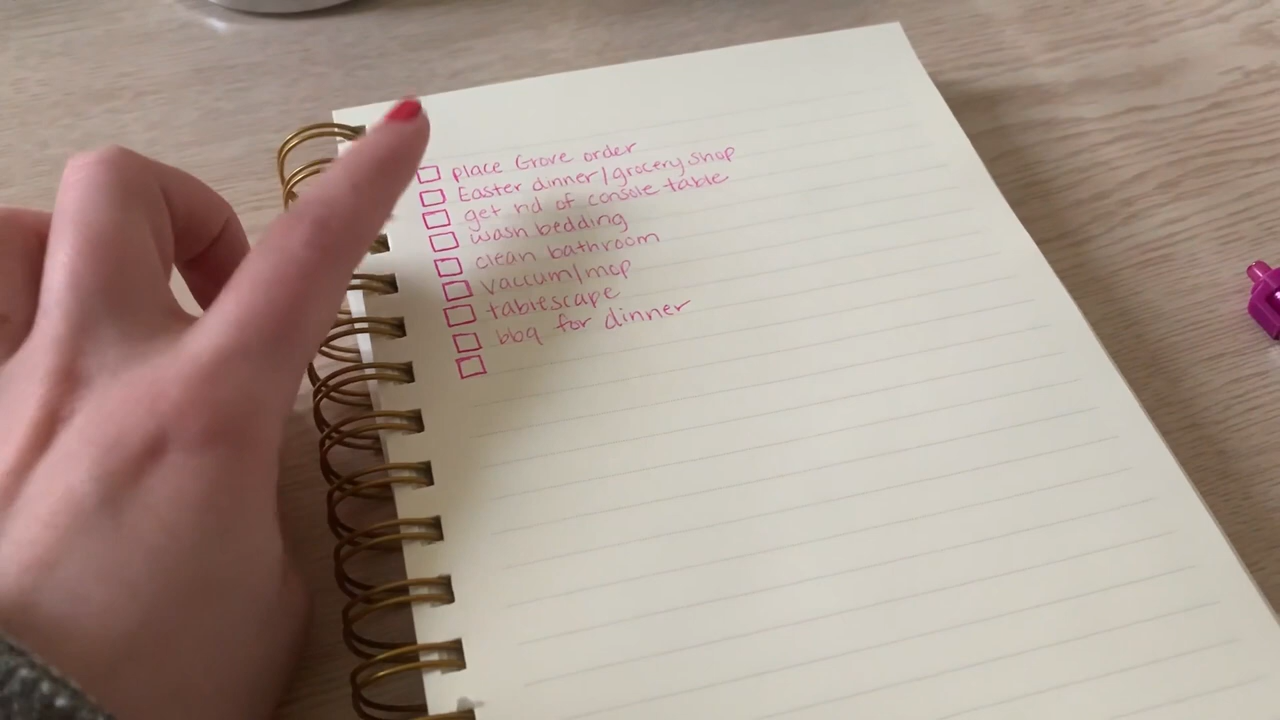 place Grove order
Easter dinner/grocery shop
get rid of console table
wash bedding
clean bathroom
vaccum/mop
tablescape
bbq for dinner